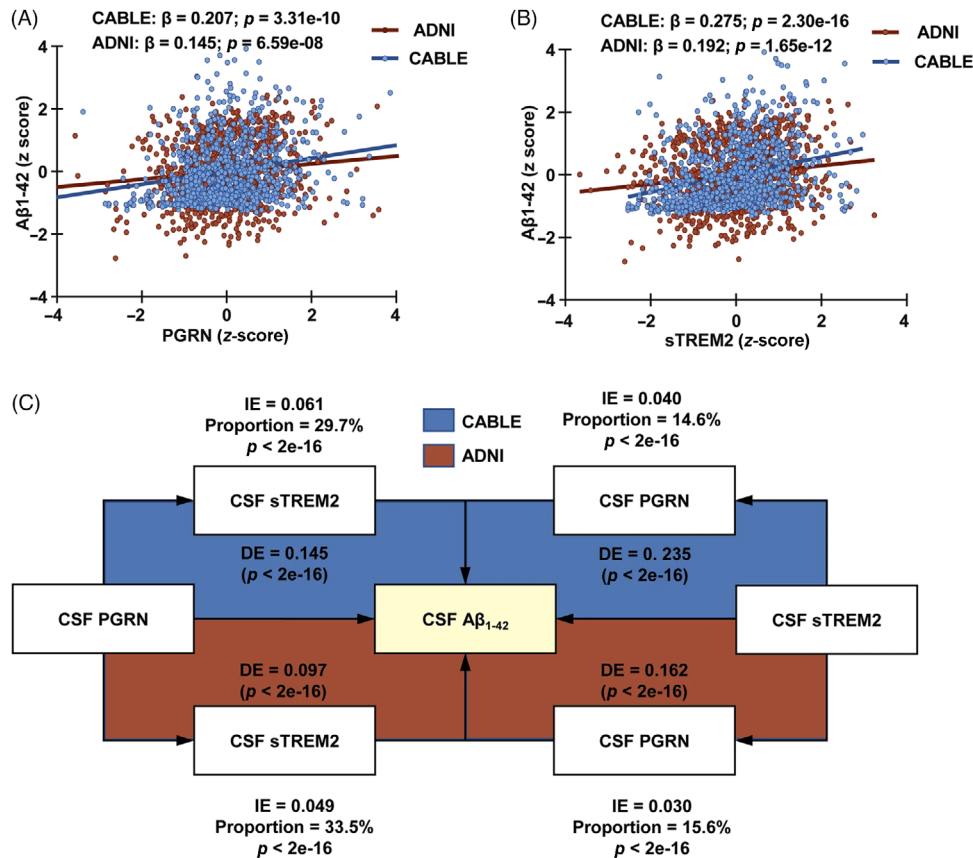 (A)
CABLE: β = 0.207; p = 3.31e-10
ADNI: β = 0.145; p = 6.59e-08
ADNI
CABLE
4
2
0
−2
−4
Aβ1-42 (z score)
−4 −2 0 2 4
PGRN (z-score)
(B)
CABLE: β = 0.275; p = 2.30e-16
ADNI: β = 0.192; p = 1.65e-12
ADNI
CABLE
4
2
0
−2
−4
Aβ1-42 (z score)
−4 −2 0 2 4
sTREM2 (z-score)
(C)
IE = 0.061
Proportion = 29.7%
p < 2e-16
CABLE
ADNI
IE = 0.040
Proportion = 14.6%
p < 2e-16
CSF sTREM2
CSF PGRN
DE = 0.145
(p < 2e-16)
DE = 0. 235
(p < 2e-16)
CSF PGRN
CSF Aβ₁₋₄₂
CSF sTREM2
DE = 0.097
(p < 2e-16)
DE = 0.162
(p < 2e-16)
CSF sTREM2
CSF PGRN
IE = 0.049
Proportion = 33.5%
p < 2e-16
IE = 0.030
Proportion = 15.6%
p < 2e-16